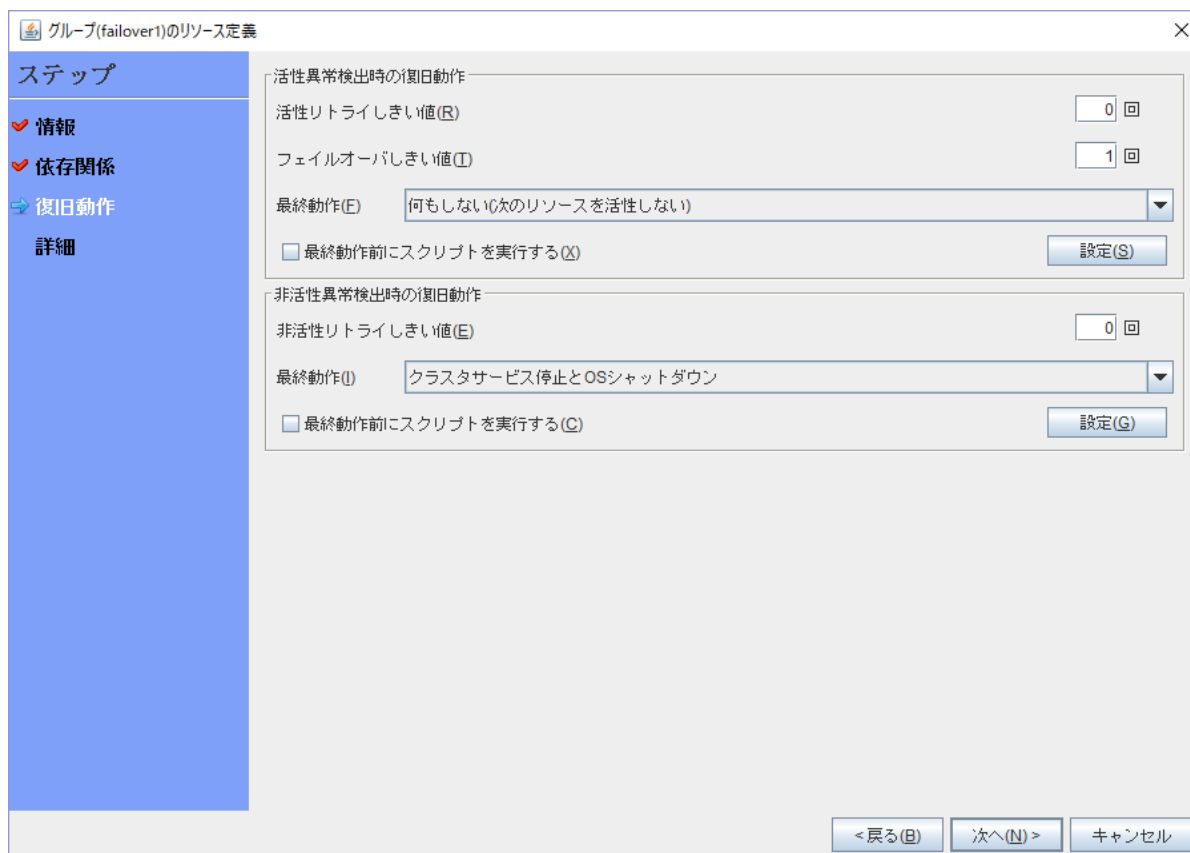 グループ(failover1)のリソース定義
ステップ
情報
依存関係
復旧動作
詳細
活性異常検出時の復旧動作
活性リトライしきい値(R) 0 回
フェイルオーバしきい値(T) 1 回
最終動作(F) 何もしない(次のリソースを活性しない)
最終動作前にスクリプトを実行する(X) 設定(S)
非活性異常検出時の復旧動作
非活性リトライしきい値(E) 0 回
最終動作(I) クラスタサービス停止とOSシャットダウン
最終動作前にスクリプトを実行する(C) 設定(G)
<戻る(B) 次へ(N)> キャンセル